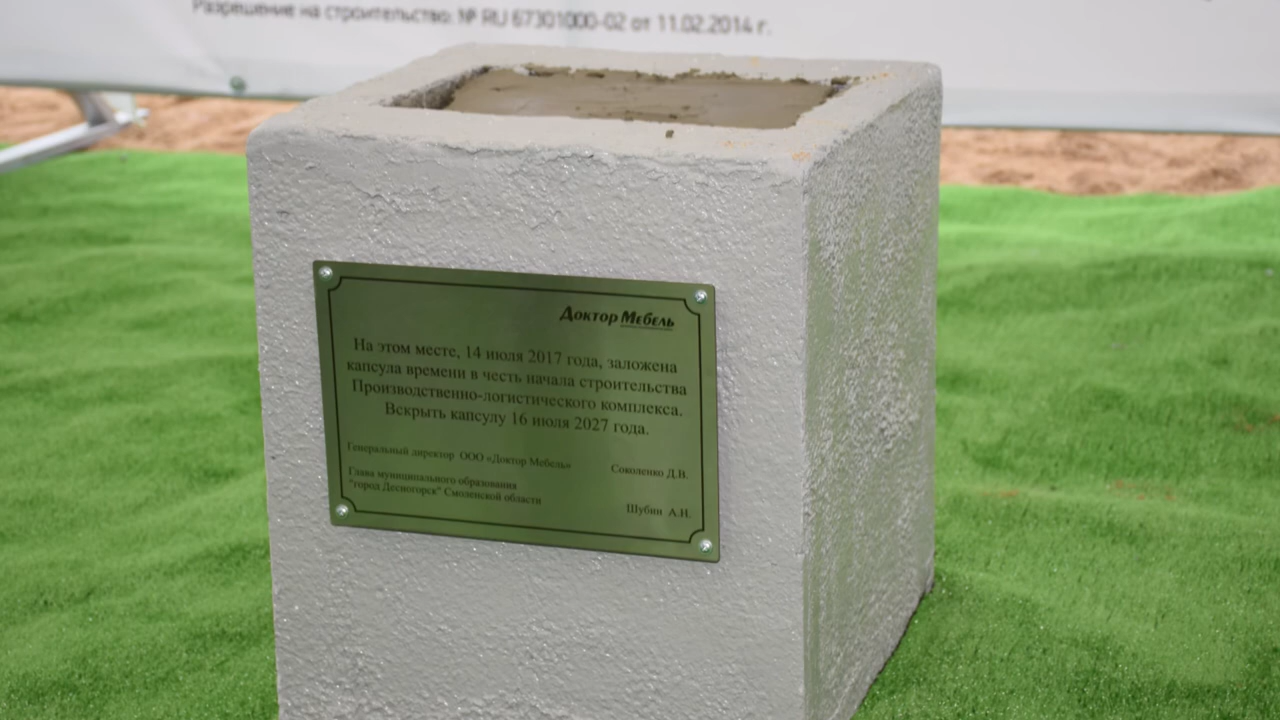 Разрешение на строительство: № RU 67301000-02 от 11.02.2014 г.
Доктор Мебель
На этом месте, 14 июля 2017 года, заложена
капсула времени в честь начала строительства
Производственно-логистического комплекса.
Вскрыть капсулу 16 июля 2027 года.
Генеральный директор ООО «Доктор Мебель» Соколенко Д.В.
Глава муниципального образования
"город Десногорск" Смоленской области
Шубин А.Н.